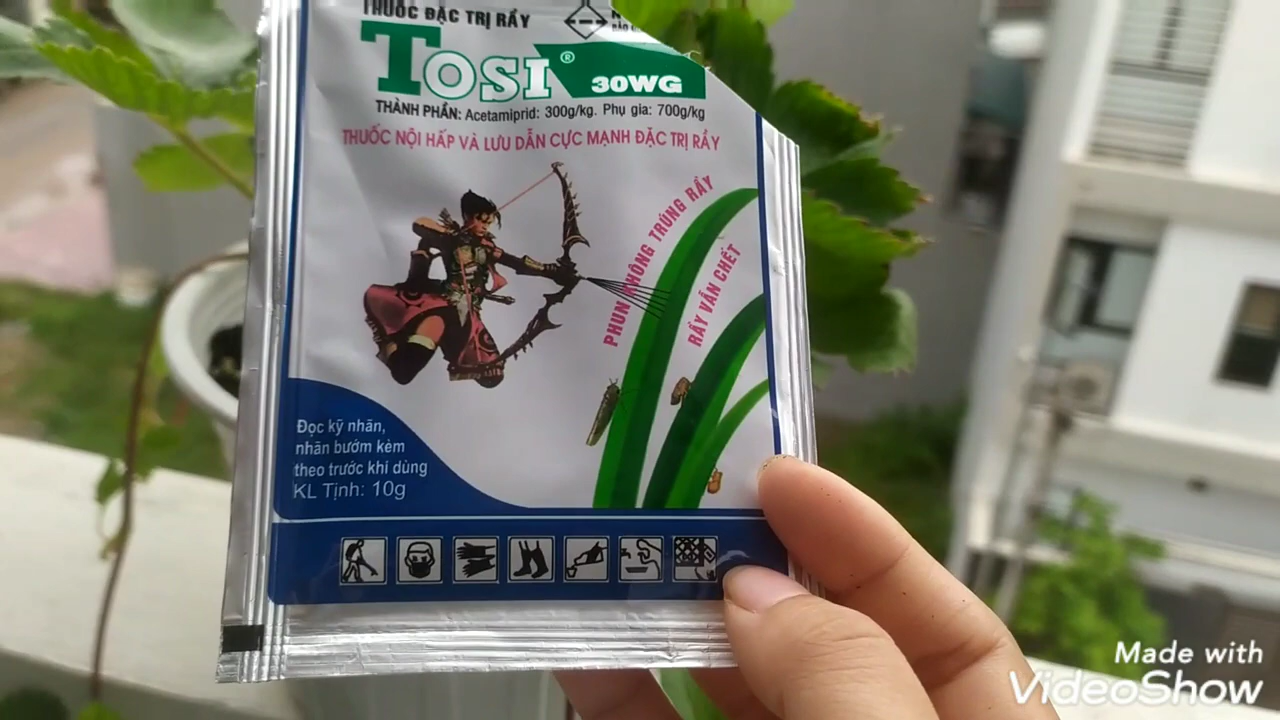 THUỐC ĐẶC TRỊ RẦY
TOSI® 30WG
THÀNH PHẦN: Acetamiprid: 300g/kg. Phụ gia: 700g/kg
THUỐC NỘI HẤP VÀ LƯU DẪN CỰC MẠNH ĐẶC TRỊ RẦY
PHUN KHÔNG TRÚNG RẦY
RẦY VẪN CHẾT
Đọc kỹ nhãn,
nhãn bướm kèm
theo trước khi dùng
KL Tịnh: 10g
Made with
VideoShow